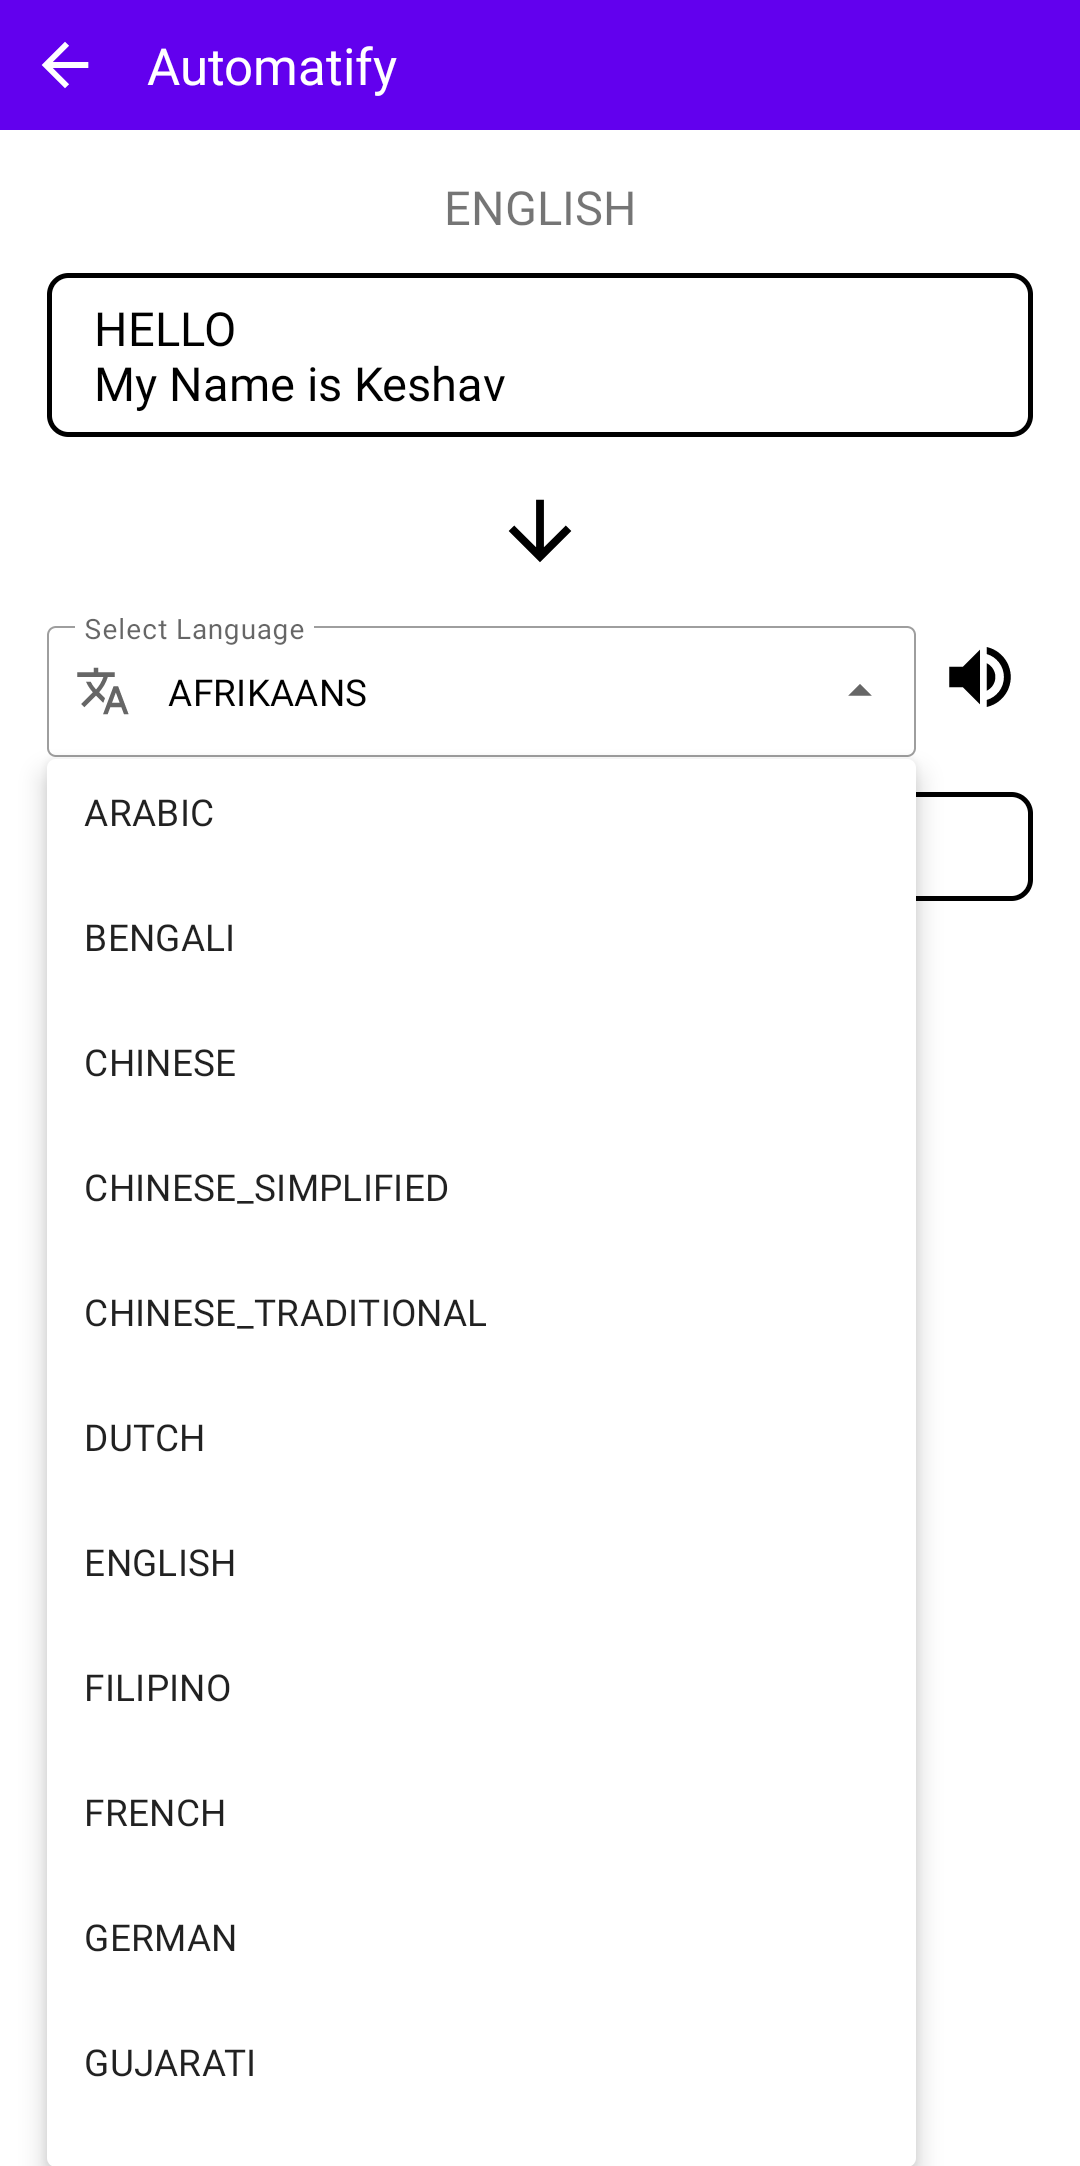 Automatify
ENGLISH
HELLO
My Name is Keshav
Select Language
AFRIKAANS
ARABIC
BENGALI
CHINESE
CHINESE_SIMPLIFIED
CHINESE_TRADITIONAL
DUTCH
ENGLISH
FILIPINO
FRENCH
GERMAN
GUJARATI